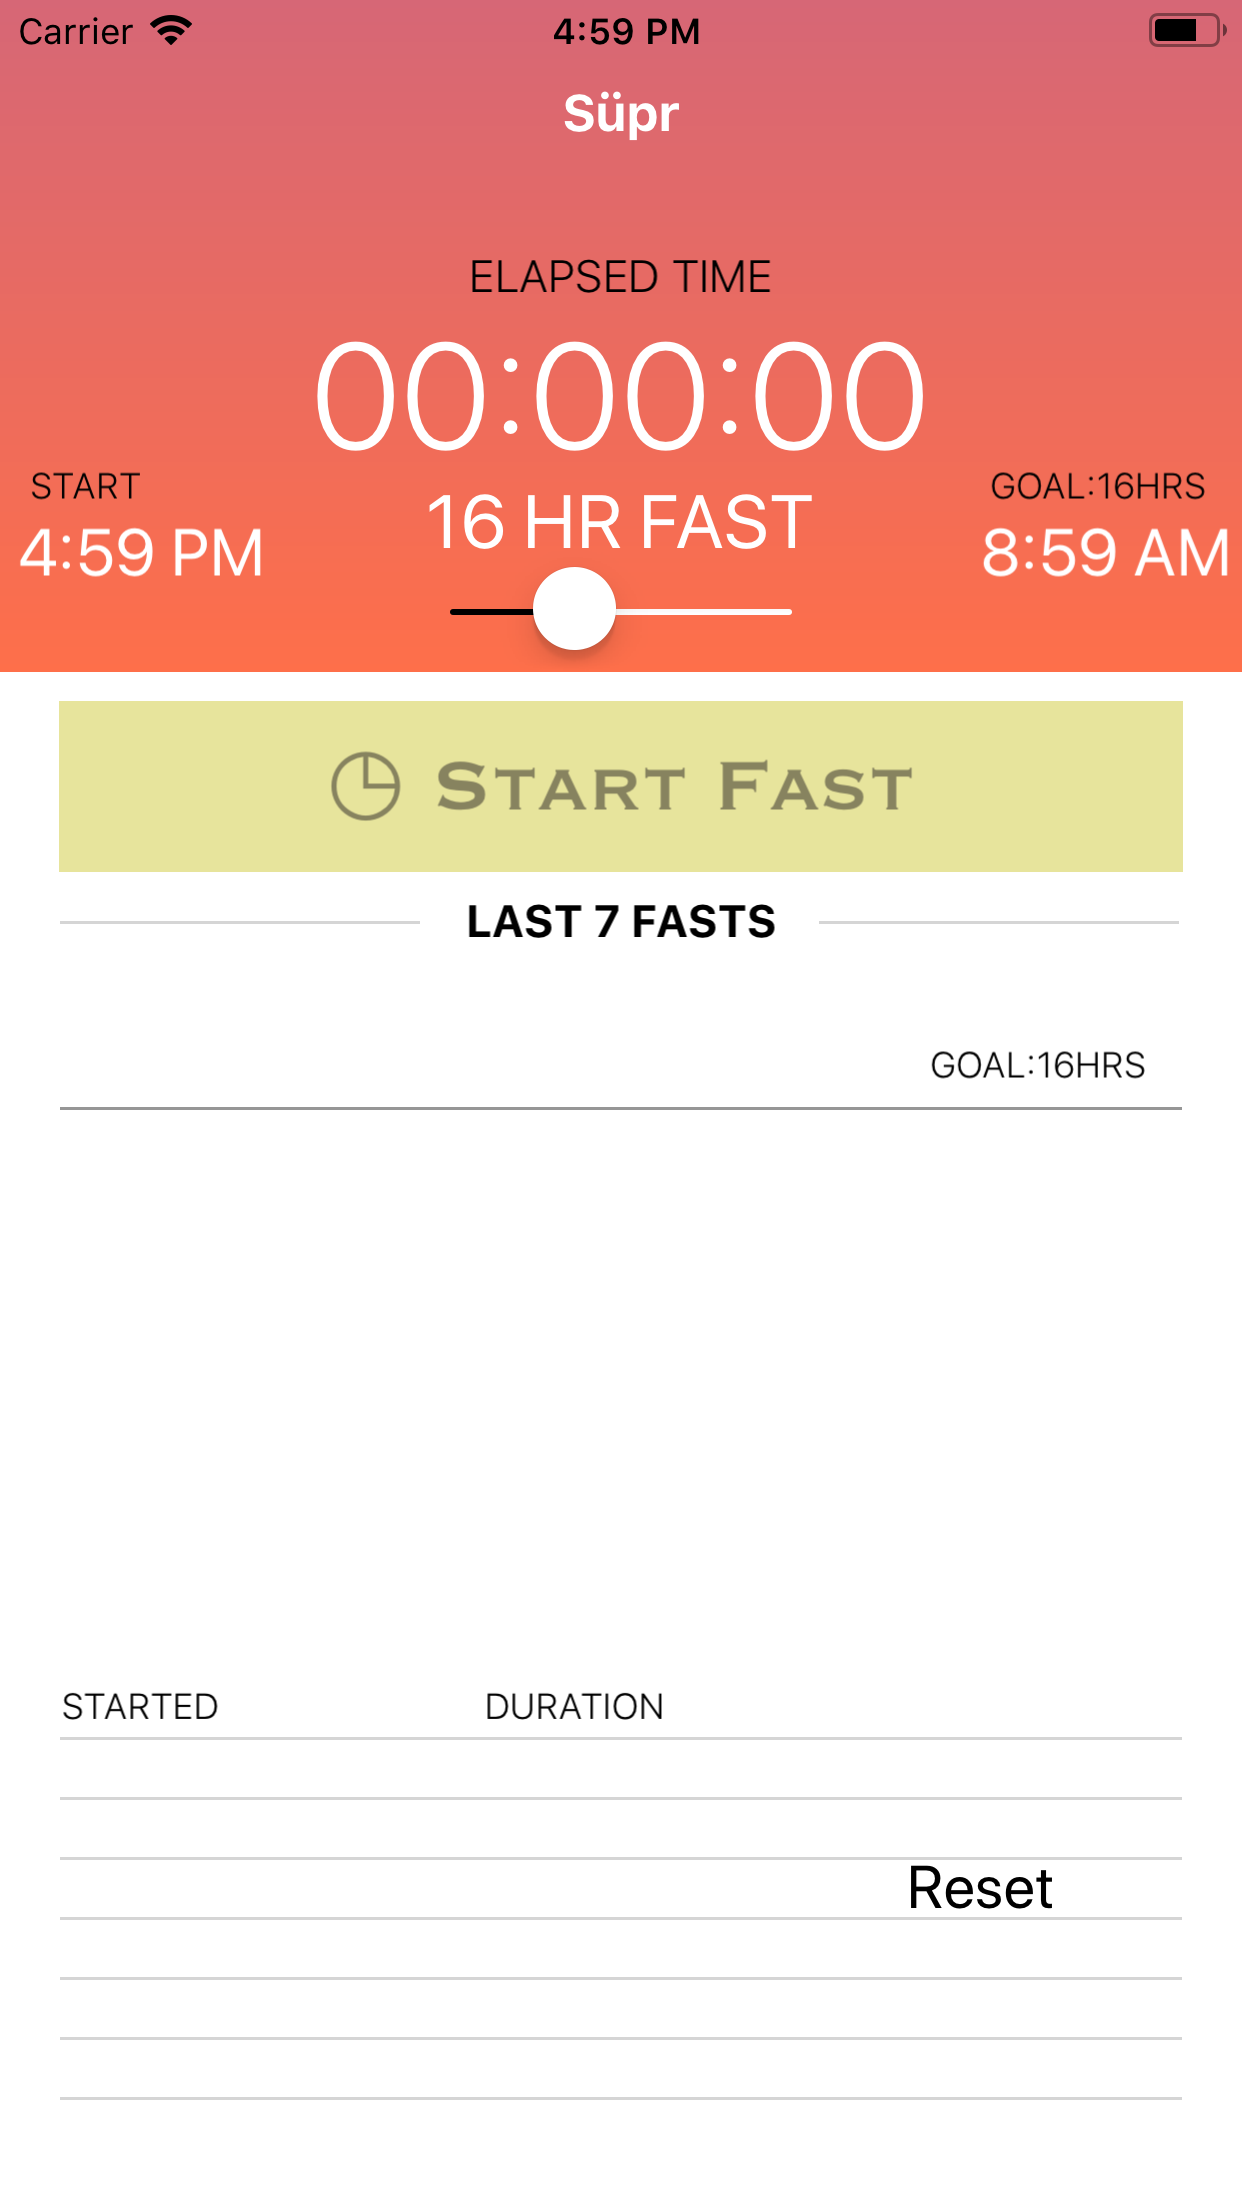 Carrier 4:59 PM
Süpr
ELAPSED TIME
00:00:00
START
16 HR FAST
GOAL:16HRS
4:59 PM
8:59 AM
START FAST
LAST 7 FASTS
GOAL:16HRS
STARTED DURATION
Reset